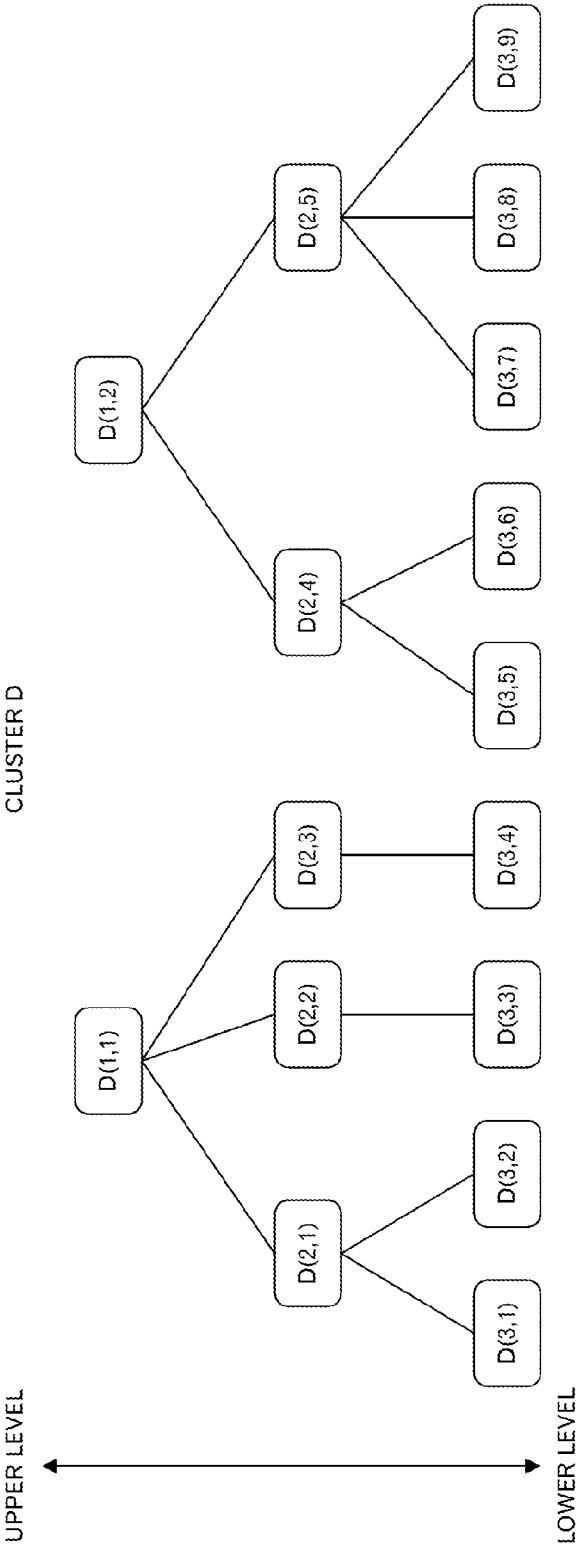 CLUSTER D
UPPER LEVEL
D(1,1)
D(1,2)
D(2,1)
D(2,2)
D(2,3)
D(2,4)
D(2,5)
D(3,1)
D(3,2)
D(3,3)
D(3,4)
D(3,5)
D(3,6)
D(3,7)
D(3,8)
D(3,9)
LOWER LEVEL